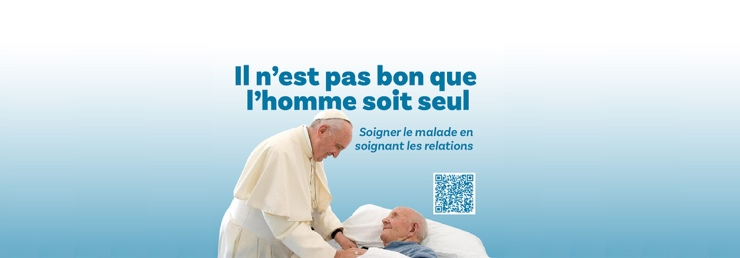 Il n’est pas bon que
l’homme soit seul
Soigner le malade en
soignant les relations